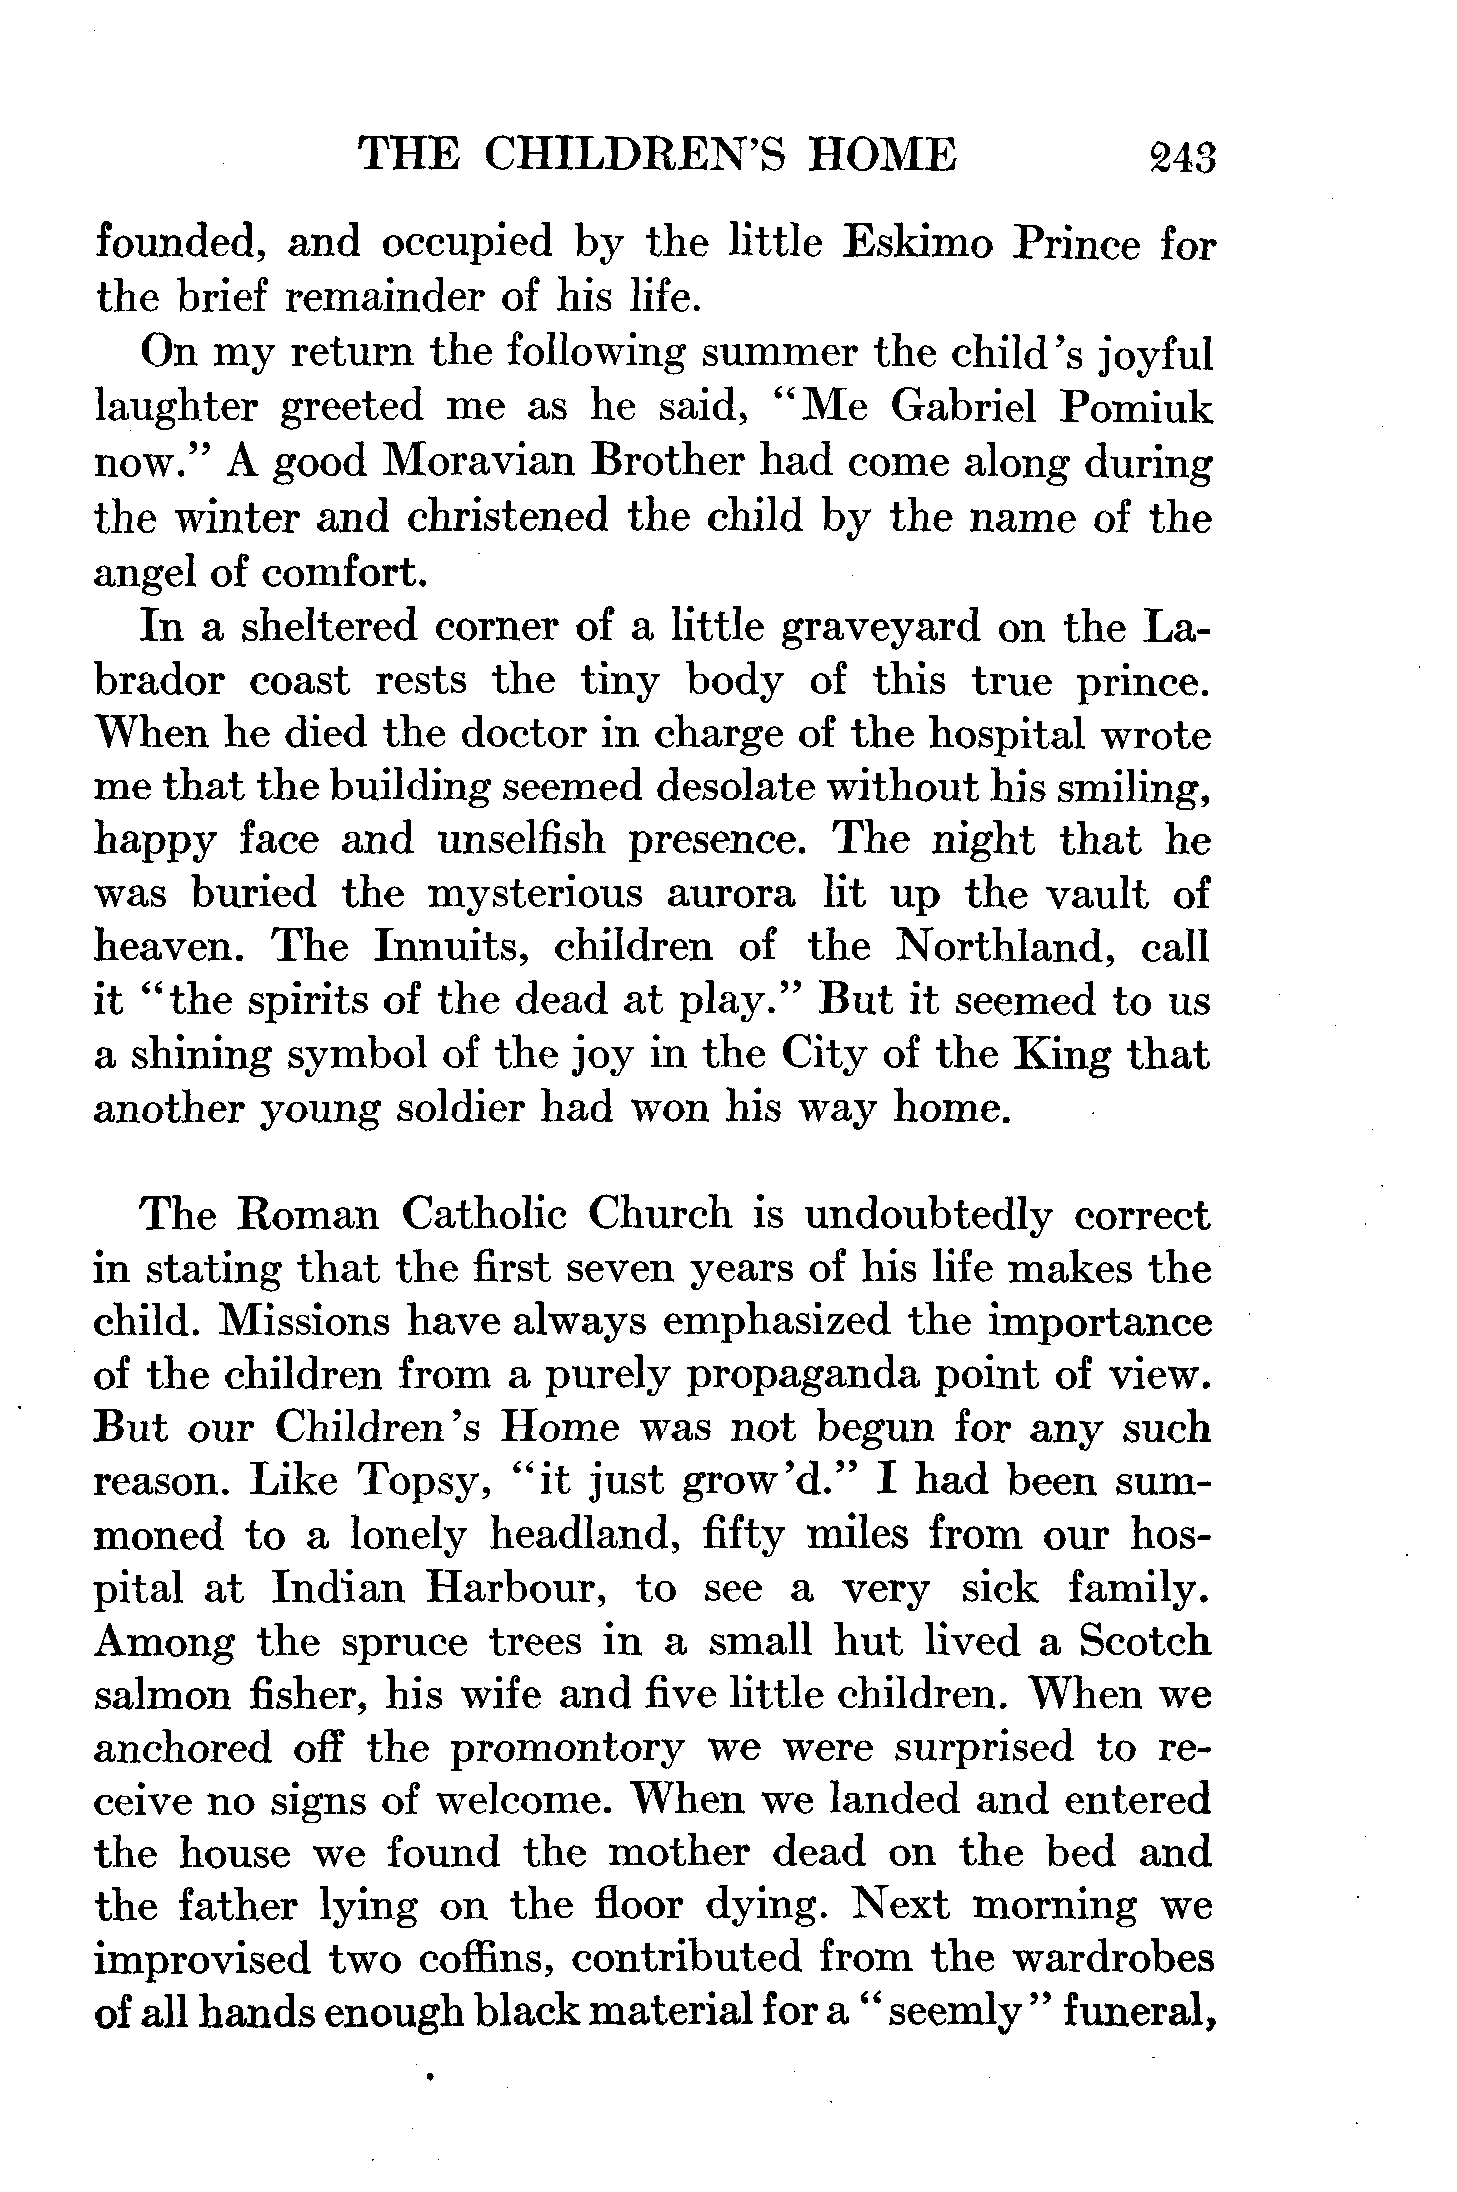 THE CHILDREN'S HOME 243
founded, and occupied by the little Eskimo Prince for
the brief remainder of his life.
On my return the following summer the child's joyful
laughter greeted me as he said, "Me Gabriel Pomiuk
now." A good Moravian Brother had come along during
the winter and christened the child by the name of the
angel of comfort.
In a sheltered corner of a little graveyard on the La-
brador coast rests the tiny body of this true prince.
When he died the doctor in charge of the hospital wrote
me that the building seemed desolate without his smiling,
happy face and unselfish presence. The night that he
was buried the mysterious aurora lit up the vault of
heaven. The Innuits, children of the Northland, call
it "the spirits of the dead at play." But it seemed to us
a shining symbol of the joy in the City of the King that
another young soldier had won his way home.
The Roman Catholic Church is undoubtedly correct
in stating that the first seven years of his life makes the
child. Missions have always emphasized the importance
of the children from a purely propaganda point of view.
But our Children's Home was not begun for any such
reason. Like Topsy, "it just grow'd." I had been sum-
moned to a lonely headland, fifty miles from our hos-
pital at Indian Harbour, to see a very sick family.
Among the spruce trees in a small hut lived a Scotch
salmon fisher, his wife and five little children. When we
anchored off the promontory we were surprised to re-
ceive no signs of welcome. When we landed and entered
the house we found the mother dead on the bed and
the father lying on the floor dying. Next morning we
improvised two coffins, contributed from the wardrobes
of all hands enough black material for a "seemly" funeral,